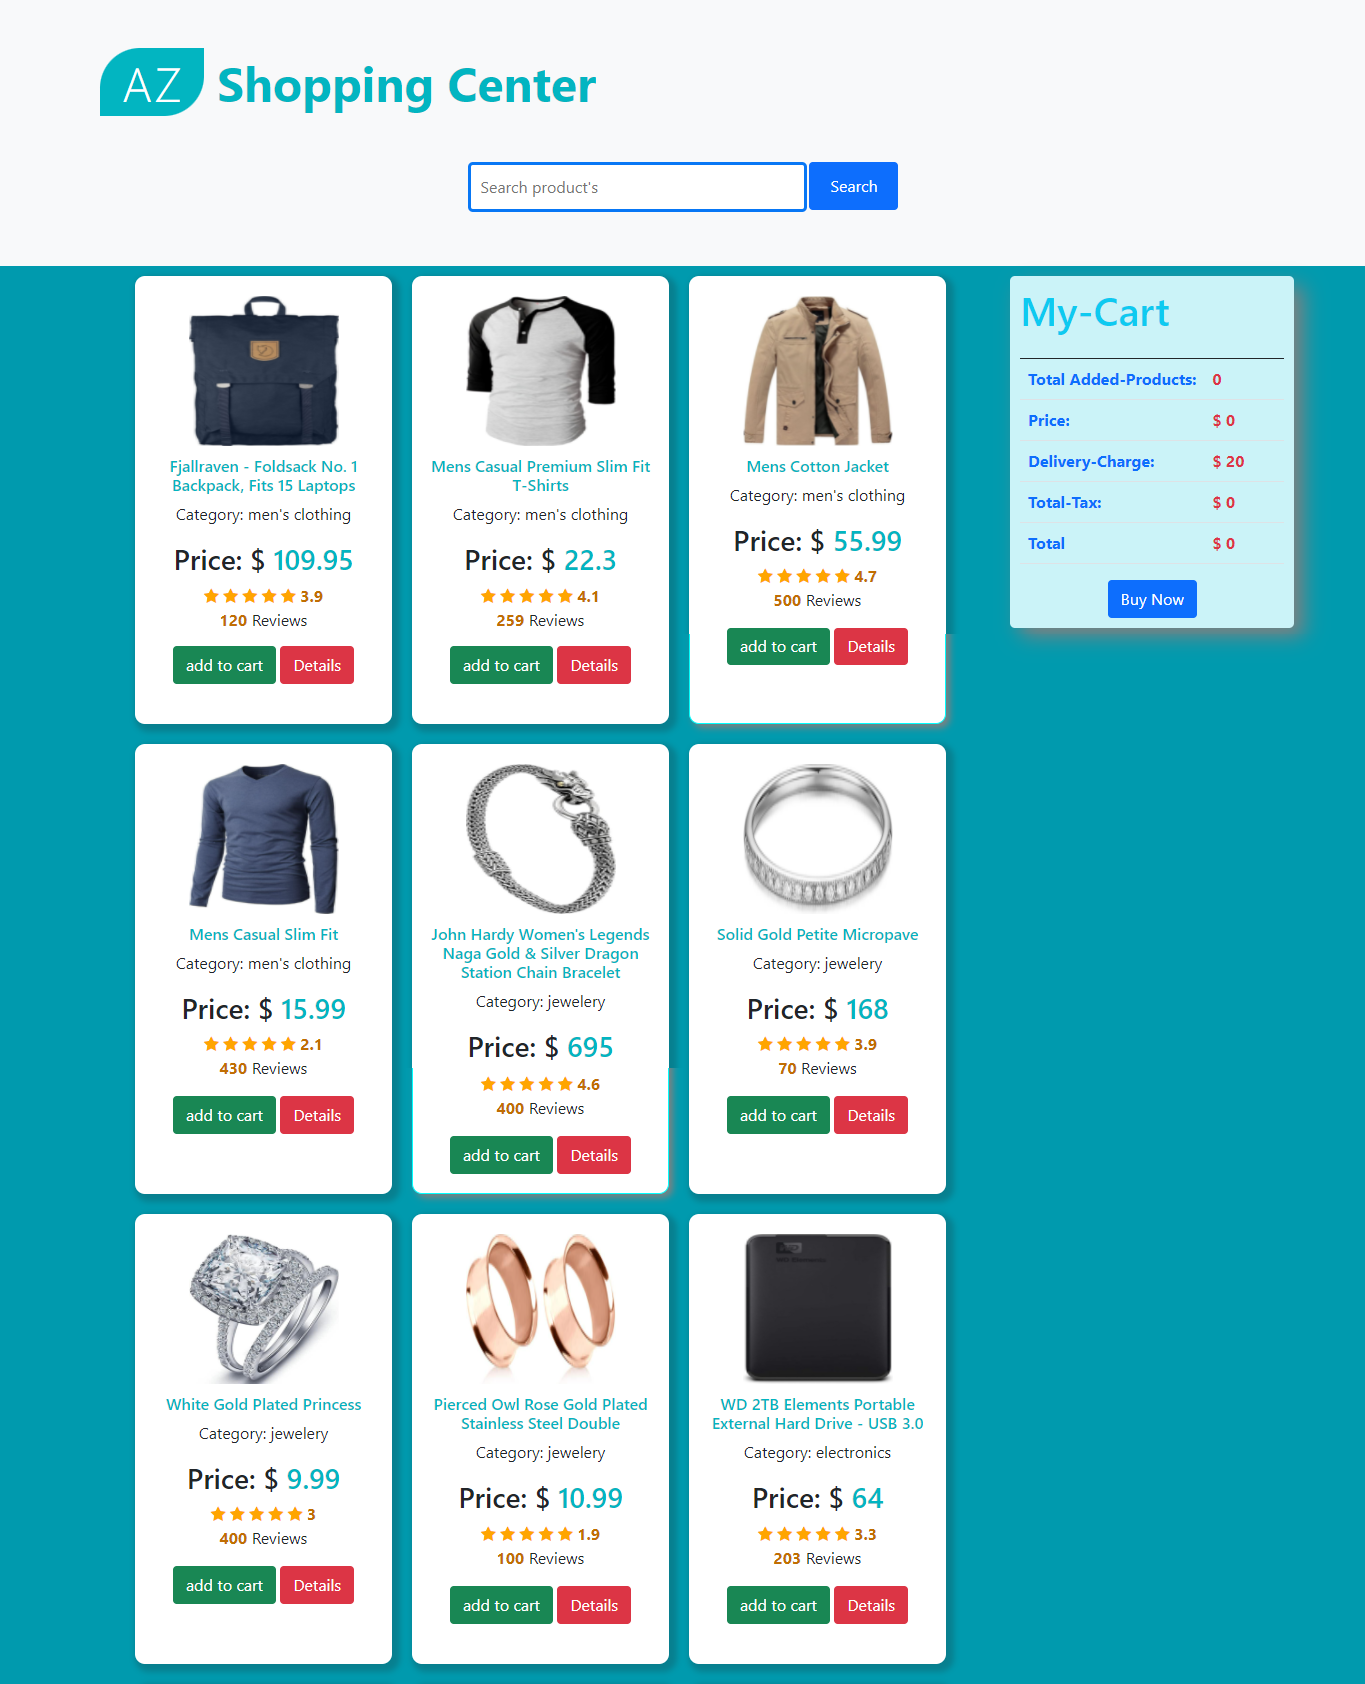 AZ Shopping Center
Search product's
Search
Fjallraven - Foldsack No. 1
Backpack, Fits 15 Laptops
Category: men's clothing
Price: $ 109.95
3.9
120 Reviews
add to cart
Details
Mens Casual Premium Slim Fit
T-Shirts
Category: men's clothing
Price: $ 22.3
4.1
259 Reviews
add to cart
Details
Mens Cotton Jacket
Category: men's clothing
Price: $ 55.99
4.7
500 Reviews
add to cart
Details
My-Cart
Total Added-Products: 0
Price: $ 0
Delivery-Charge: $ 20
Total-Tax: $ 0
Total $ 0
Buy Now
Mens Casual Slim Fit
Category: men's clothing
Price: $ 15.99
2.1
430 Reviews
add to cart
Details
John Hardy Women's Legends
Naga Gold & Silver Dragon
Station Chain Bracelet
Category: jewelery
Price: $ 695
4.6
400 Reviews
add to cart
Details
Solid Gold Petite Micropave
Category: jewelery
Price: $ 168
3.9
70 Reviews
add to cart
Details
White Gold Plated Princess
Category: jewelery
Price: $ 9.99
3
400 Reviews
add to cart
Details
Pierced Owl Rose Gold Plated
Stainless Steel Double
Category: jewelery
Price: $ 10.99
1.9
100 Reviews
add to cart
Details
WD Elements
WD 2TB Elements Portable
External Hard Drive - USB 3.0
Category: electronics
Price: $ 64
3.3
203 Reviews
add to cart
Details